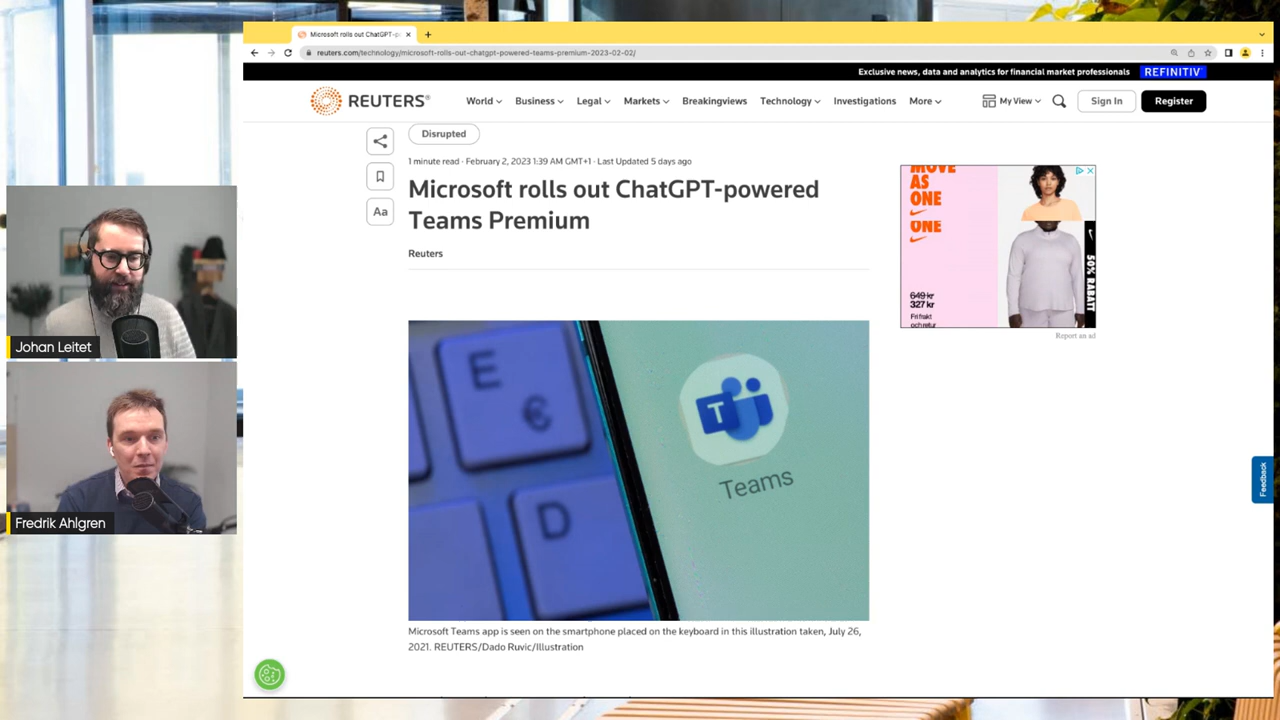 Microsoft rolls out ChatGPT-p
reuters.com/technology/microsoft-rolls-out-chatgpt-powered-teams-premium-2023-02-02/
Exclusive news, data and analytics for financial market professionals REFINITIV
REUTERS®
World Business Legal Markets Breakingviews Technology Investigations More
My View Sign In Register
Disrupted
1 minute read · February 2, 2023 1:39 AM GMT+1 · Last Updated 5 days ago
Aa
Microsoft rolls out ChatGPT-powered
Teams Premium
Reuters
MOVE
AS
ONE
ONE
50% RABATT
649 kr
327 kr
Fri frakt
och retur
Report an ad
Johan Leitet
Fredrik Ahlgren
E
€
D
T
Teams
Feedback
Microsoft Teams app is seen on the smartphone placed on the keyboard in this illustration taken, July 26,
2021. REUTERS/Dado Ruvic/Illustration